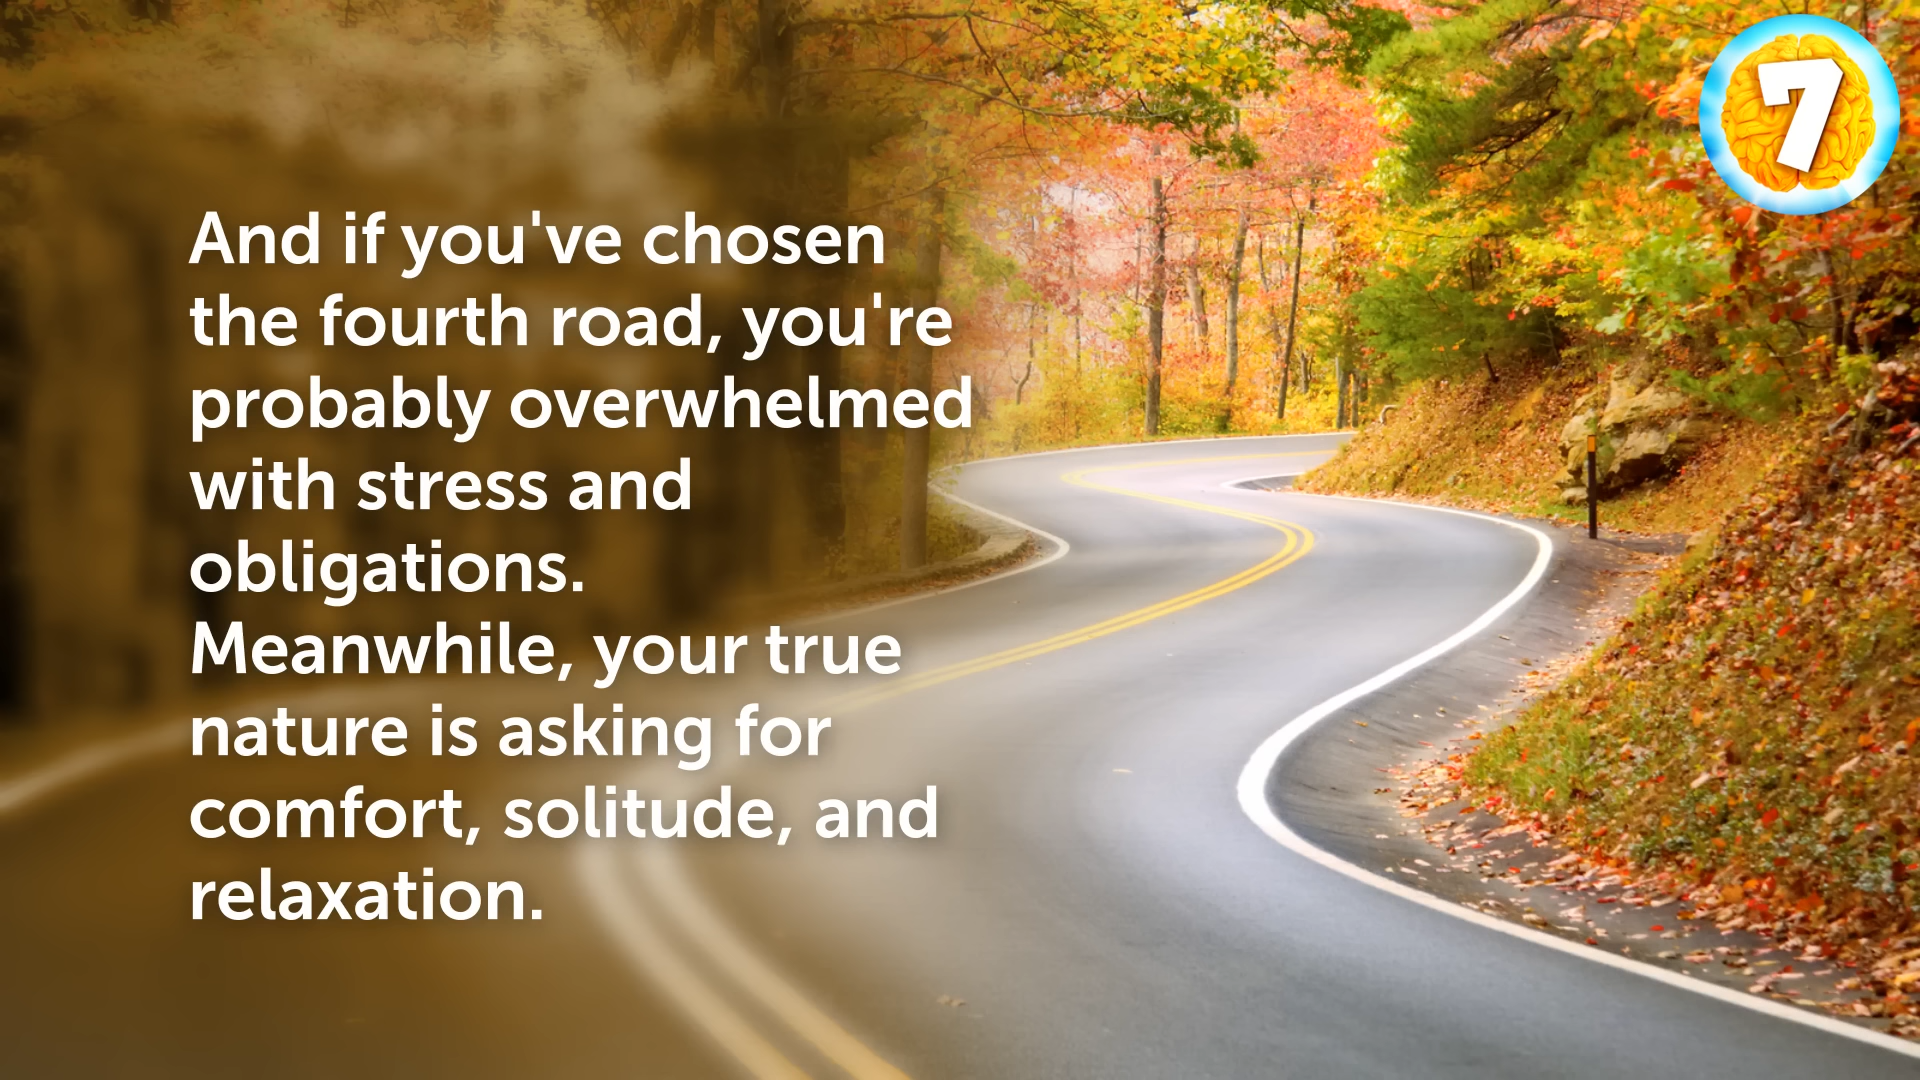 7
And if you've chosen
the fourth road, you're
probably overwhelmed
with stress and
obligations.
Meanwhile, your true
nature is asking for
comfort, solitude, and
relaxation.